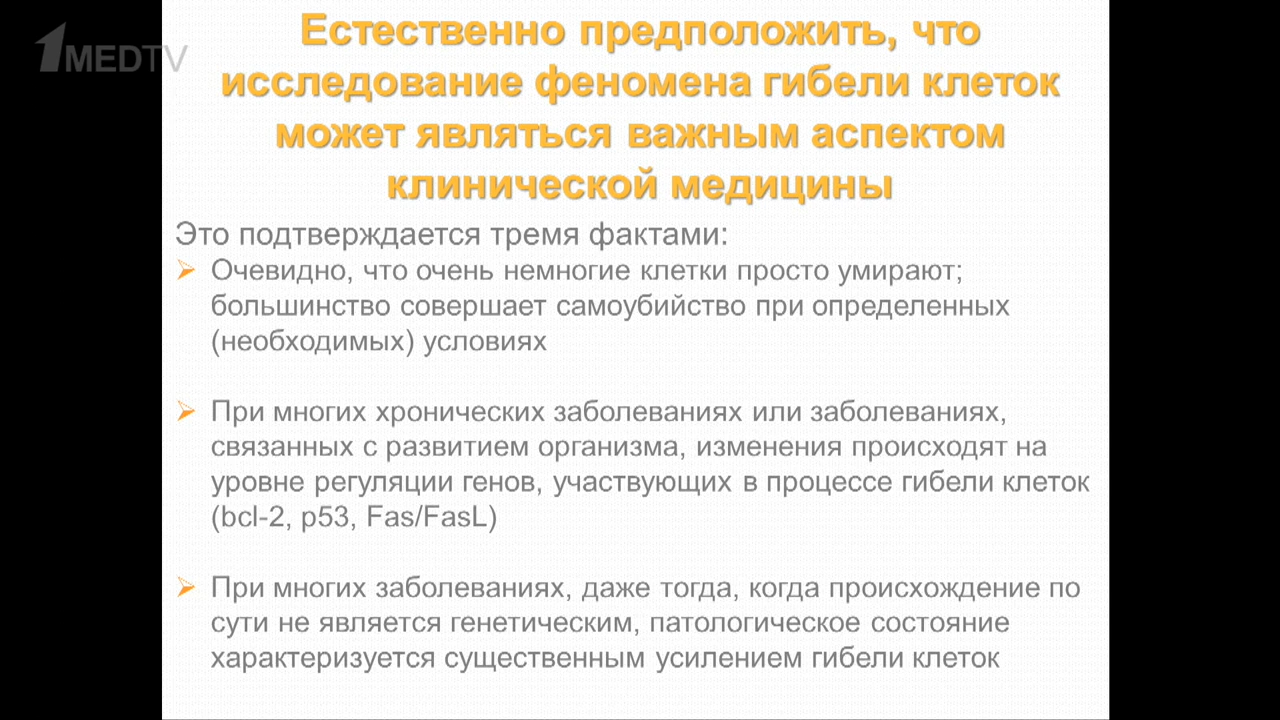 1MEDTV
Естественно предположить, что
исследование феномена гибели клеток
может являться важным аспектом
клинической медицины
Это подтверждается тремя фактами:
Очевидно, что очень немногие клетки просто умирают;
большинство совершает самоубийство при определенных
(необходимых) условиях
При многих хронических заболеваниях или заболеваниях,
связанных с развитием организма, изменения происходят на
уровне регуляции генов, участвующих в процессе гибели клеток
(bcl-2, p53, Fas/FasL)
При многих заболеваниях, даже тогда, когда происхождение по
сути не является генетическим, патологическое состояние
характеризуется существенным усилением гибели клеток